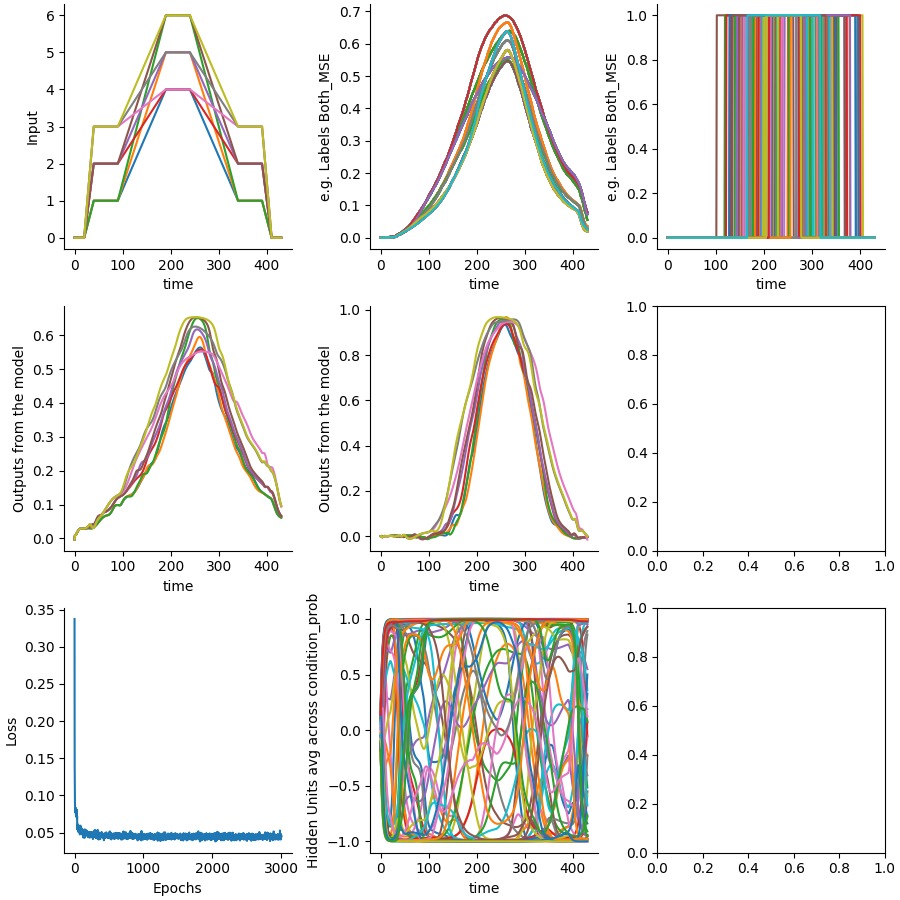 Input
6
5
4
3
2
1
0
0 100 200 300 400
time
e.g. Labels Both_MSE
0.7
0.6
0.5
0.4
0.3
0.2
0.1
0.0
0 100 200 300 400
time
e.g. Labels Both_MSE
1.0
0.8
0.6
0.4
0.2
0.0
0 100 200 300 400
time
Outputs from the model
0.6
0.5
0.4
0.3
0.2
0.1
0.0
0 100 200 300 400
time
Outputs from the model
1.0
0.8
0.6
0.4
0.2
0.0
0 100 200 300 400
time
1.0
0.8
0.6
0.4
0.2
0.0
0.0 0.2 0.4 0.6 0.8 1.0
Loss
0.35
0.30
0.25
0.20
0.15
0.10
0.05
0 1000 2000 3000
Epochs
Hidden Units avg across condition_prob
1.0
0.5
0.0
−0.5
−1.0
0 100 200 300 400
time
1.0
0.8
0.6
0.4
0.2
0.0
0.0 0.2 0.4 0.6 0.8 1.0